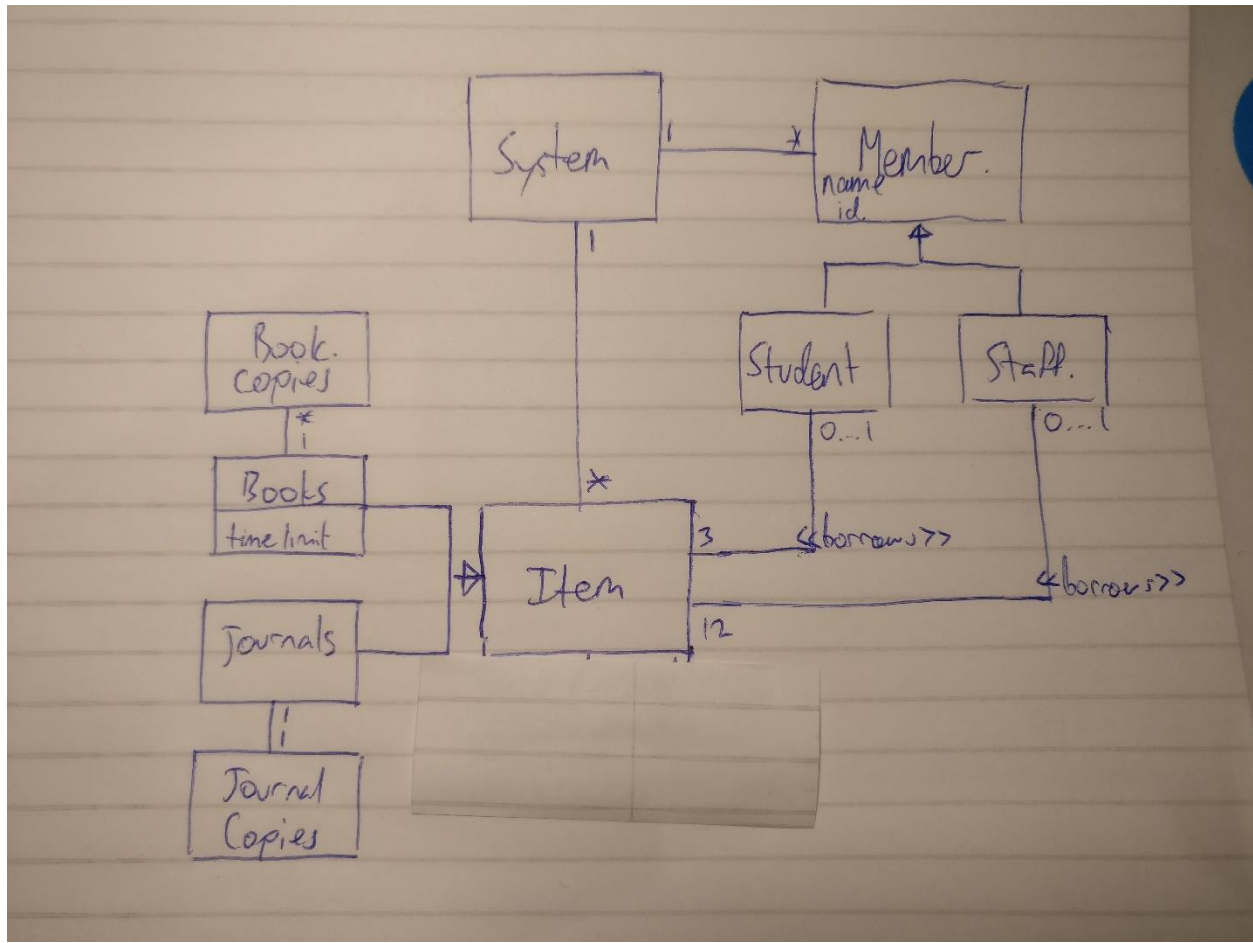 System
1
*
Member.
name
id.
1
Book.
copies
*
1
Books
time limit
Student
Staff.
0...1
0...1
*
Item
3
<<borrows>>
12
<<borrows>>
Journals
1
1
Journal
Copies